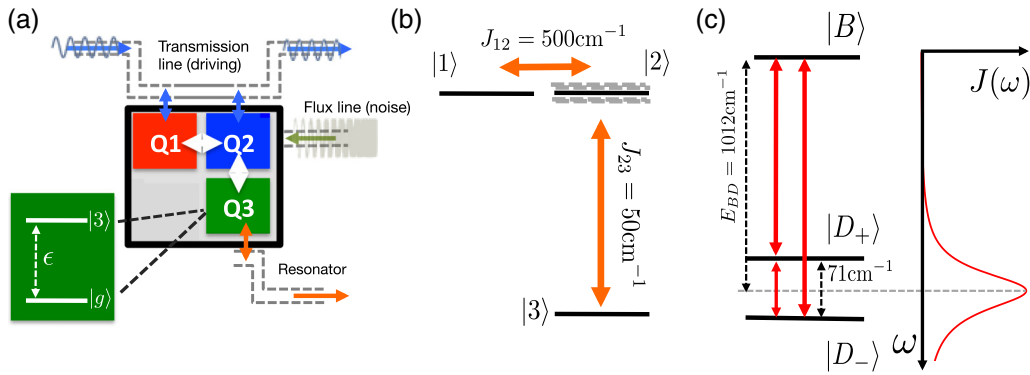 (a)
Transmission
line (driving)
Flux line (noise)
Q1
Q2
Q3
|3⟩
ϵ
|g⟩
Resonator
(b)
J₁₂ = 500cm⁻¹
|1⟩
|2⟩
J₂₃ = 50cm⁻¹
|3⟩
(c)
|B⟩
J(ω)
E_BD = 1012cm⁻¹
|D₊⟩
71cm⁻¹
|D₋⟩
ω